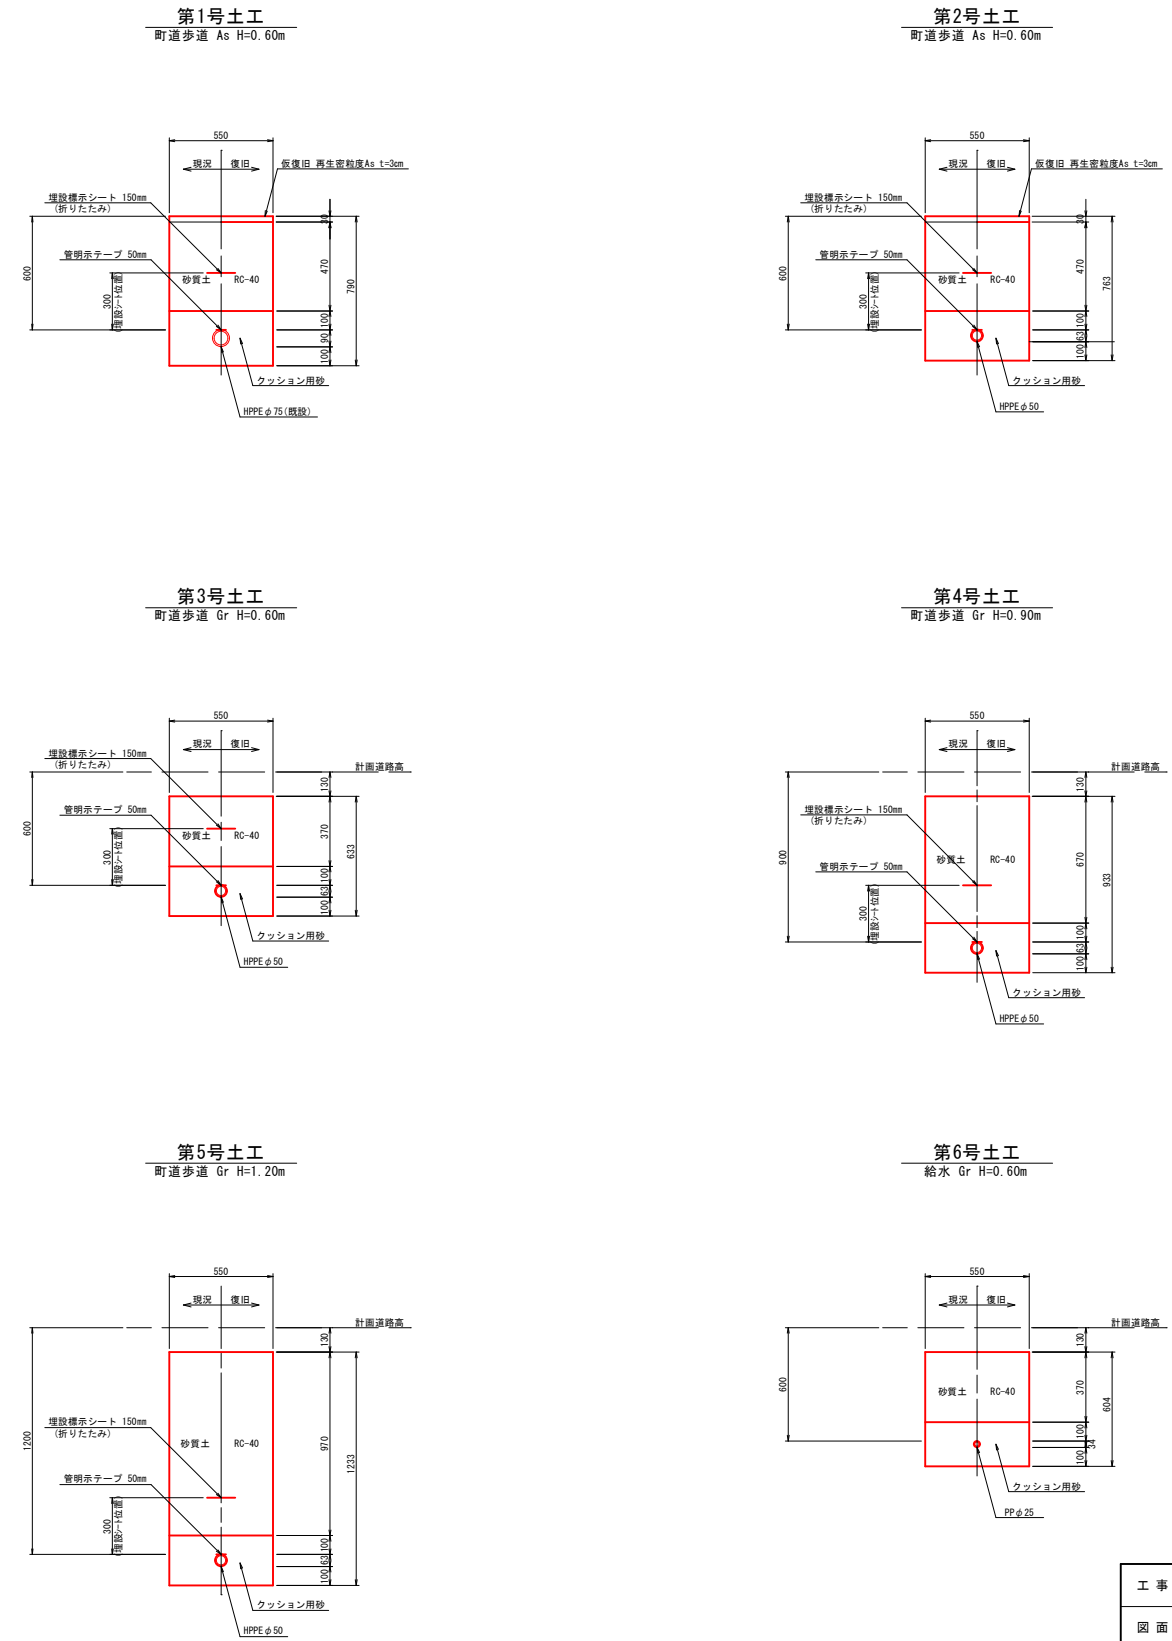 第1号土工
町道歩道 As H=0.60m
550
現況 復旧
仮復旧 再生密粒度As t=3cm
埋設標示シート 150mm
(折りたたみ)
管明示テープ 50mm
600
300
(埋設シート位置)
砂質土 RC-40
30
470
100
90
100
790
クッション用砂
HPPEφ75(既設)
第2号土工
町道歩道 As H=0.60m
550
現況 復旧
仮復旧 再生密粒度As t=3cm
埋設標示シート 150mm
(折りたたみ)
管明示テープ 50mm
600
300
(埋設シート位置)
砂質土 RC-40
30
470
100
63
100
763
クッション用砂
HPPEφ50
第3号土工
町道歩道 Gr H=0.60m
550
現況 復旧
計画道路高
埋設標示シート 150mm
(折りたたみ)
管明示テープ 50mm
600
300
(埋設シート位置)
砂質土 RC-40
130
370
100
63
100
633
クッション用砂
HPPEφ50
第4号土工
町道歩道 Gr H=0.90m
550
現況 復旧
計画道路高
埋設標示シート 150mm
(折りたたみ)
管明示テープ 50mm
900
300
(埋設シート位置)
砂質土 RC-40
130
670
100
63
100
933
クッション用砂
HPPEφ50
第5号土工
町道歩道 Gr H=1.20m
550
現況 復旧
計画道路高
埋設標示シート 150mm
(折りたたみ)
管明示テープ 50mm
1200
300
(埋設シート位置)
砂質土 RC-40
130
970
100
63
100
1233
クッション用砂
HPPEφ50
第6号土工
給水 Gr H=0.60m
550
現況 復旧
計画道路高
600
砂質土 RC-40
130
370
100
34
100
604
クッション用砂
PPφ25
工 事
図 面